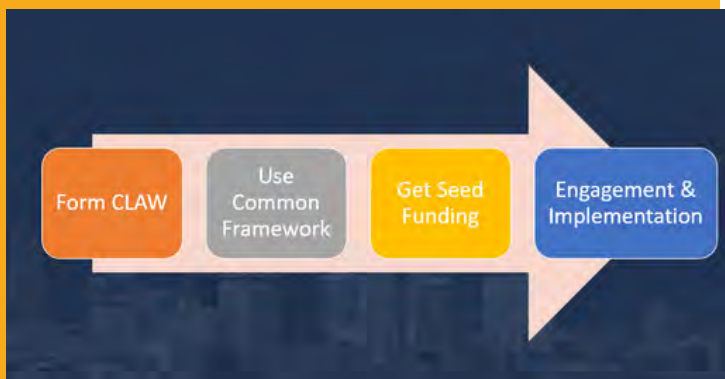 Form CLAW
Use
Common
Framework
Get Seed
Funding
Engagement &
Implementation